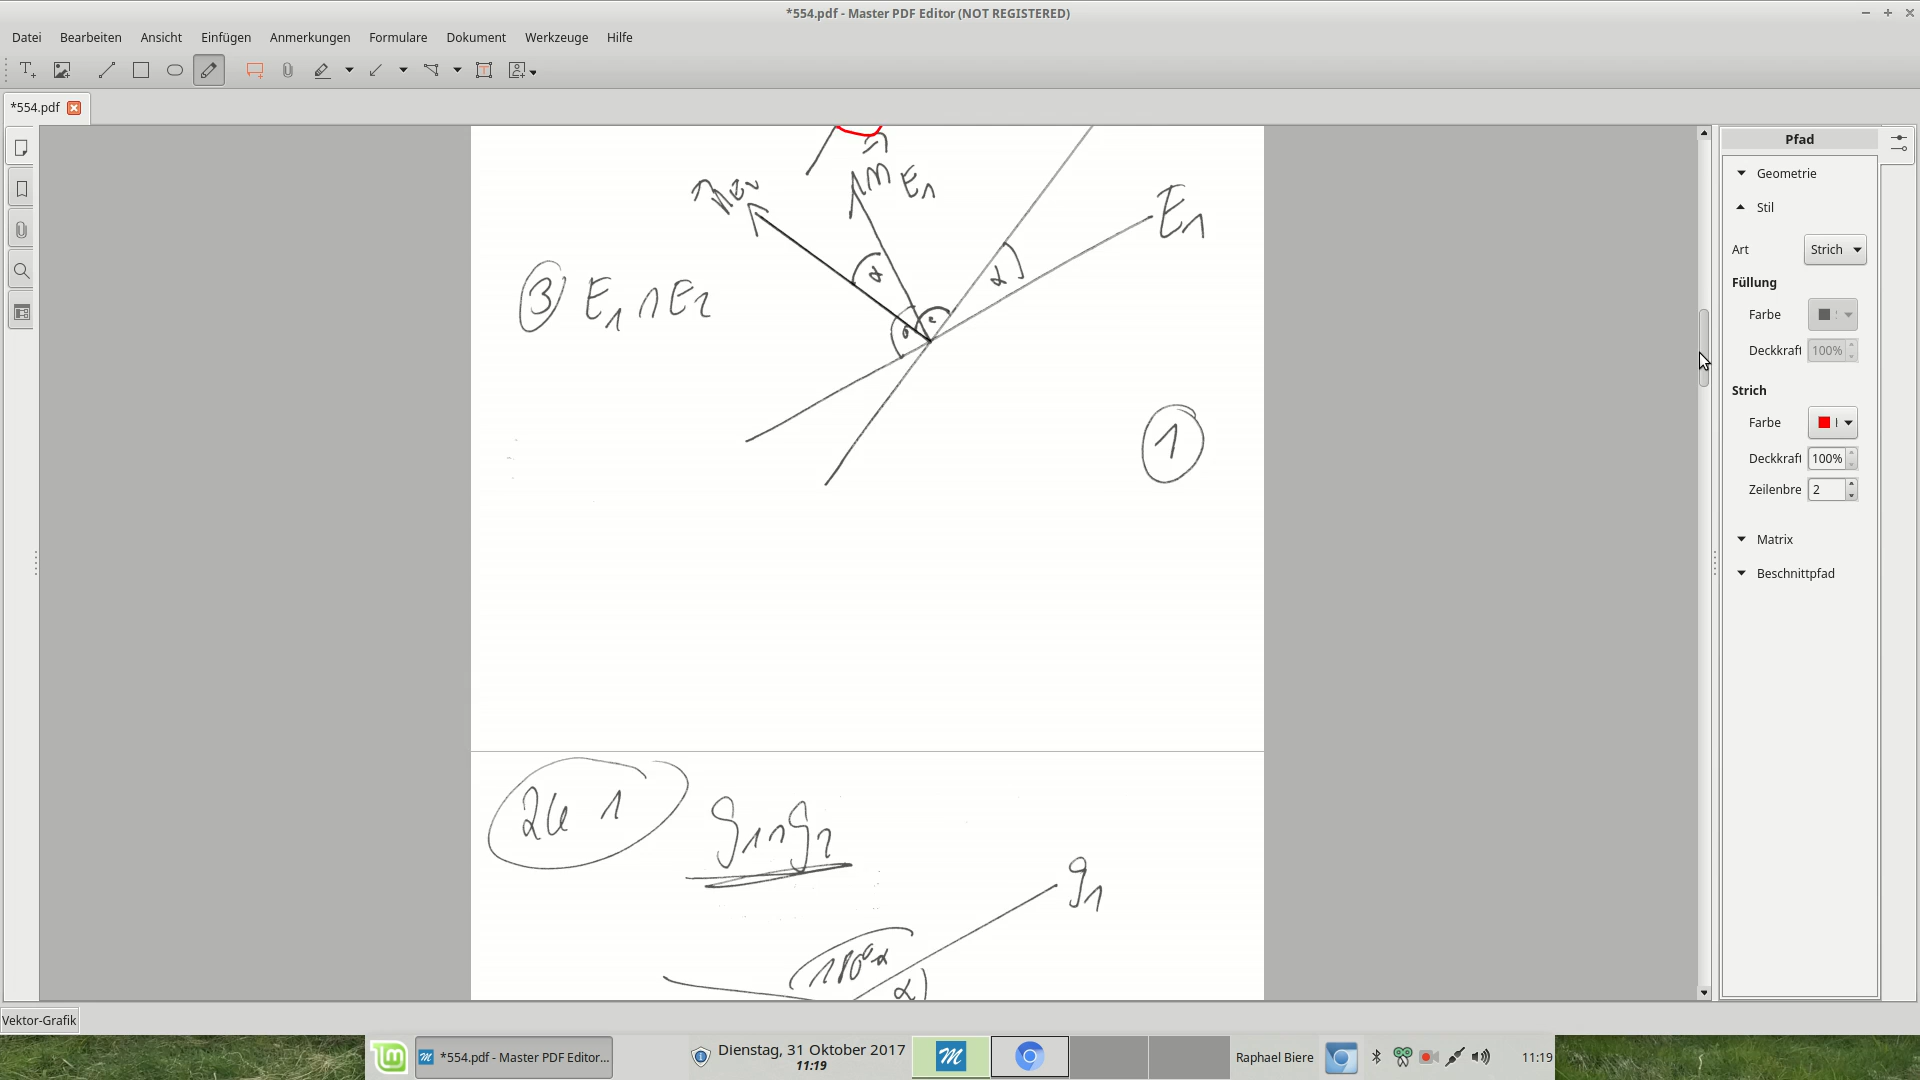 *554.pdf - Master PDF Editor (NOT REGISTERED)
Datei Bearbeiten Ansicht Einfügen Anmerkungen Formulare Dokument Werkzeuge Hilfe
*554.pdf
Pfad
Geometrie
Stil
Art Strich
Füllung
Farbe
Deckkraft 100%
Strich
Farbe
Deckkraft 100%
Zeilenbre 2
Matrix
Beschnittpfad
n E2
n E1
E1
α
α
3 E1 ∩ E2
1
zu 1
g1 ∩ g2
g1
180°-α
α
Vektor-Grafik
*554.pdf - Master PDF Editor...
Dienstag, 31 Oktober 2017
11:19
Raphael Biere
11:19